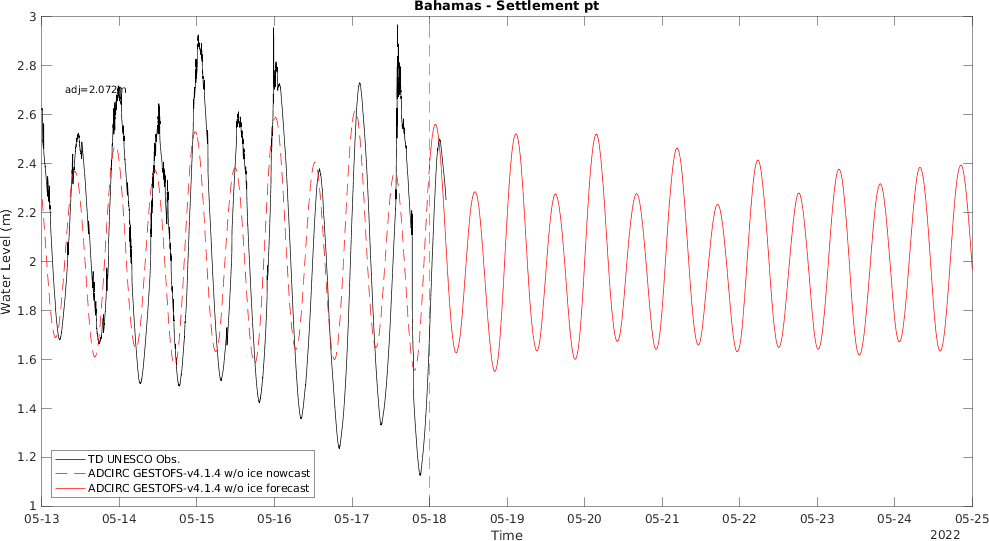 Bahamas - Settlement pt
3
2.8
2.6
2.4
2.2
2
1.8
1.6
1.4
1.2
1
Water Level (m)
adj=2.072m
TD UNESCO Obs.
ADCIRC GESTOFS-v4.1.4 w/o ice nowcast
ADCIRC GESTOFS-v4.1.4 w/o ice forecast
05-13 05-14 05-15 05-16 05-17 05-18 05-19 05-20 05-21 05-22 05-23 05-24 05-25
Time
2022